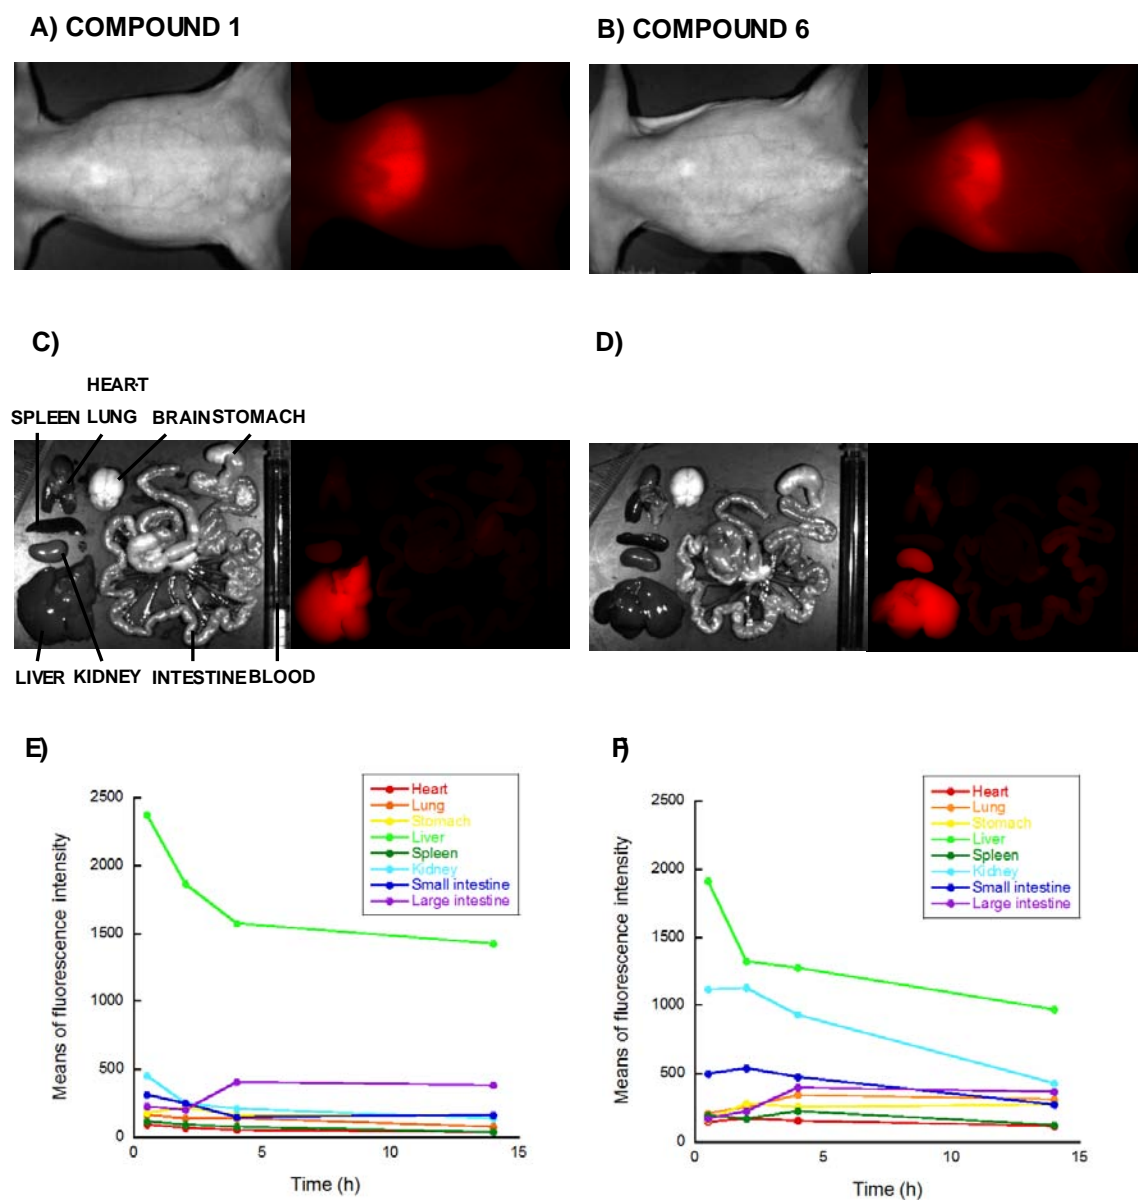 A) COMPOUND 1
B) COMPOUND 6
C)
D)
HEART
SPLEEN LUNG BRAIN STOMACH
LIVER KIDNEY INTESTINE BLOOD
E)
F)
Means of fluorescence intensity
2500
2000
1500
1000
500
0
0 5 10 15
Time (h)
Heart
Lung
Stomach
Liver
Spleen
Kidney
Small intestine
Large intestine
Means of fluorescence intensity
2500
2000
1500
1000
500
0
0 5 10 15
Time (h)
Heart
Lung
Stomach
Liver
Spleen
Kidney
Small intestine
Large intestine